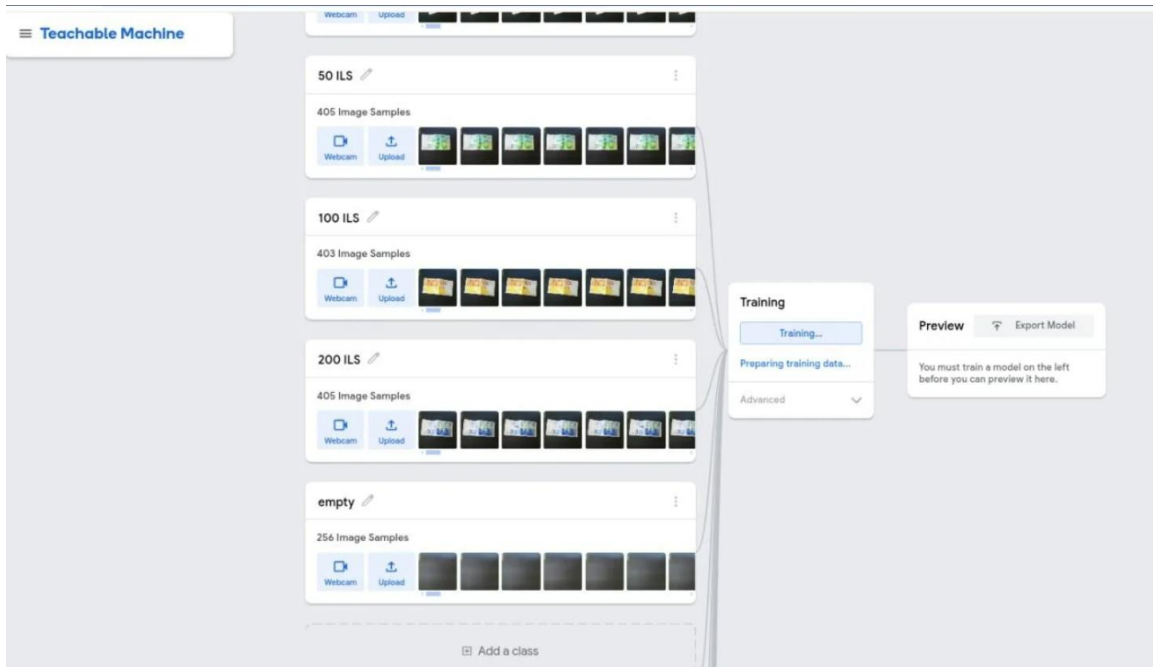 Webcam Upload
Teachable Machine
50 ILS
405 Image Samples
Webcam Upload
100 ILS
403 Image Samples
Webcam Upload
200 ILS
405 Image Samples
Webcam Upload
empty
256 Image Samples
Webcam Upload
Add a class
Training
Training...
Preparing training data...
Advanced
Preview Export Model
You must train a model on the left
before you can preview it here.